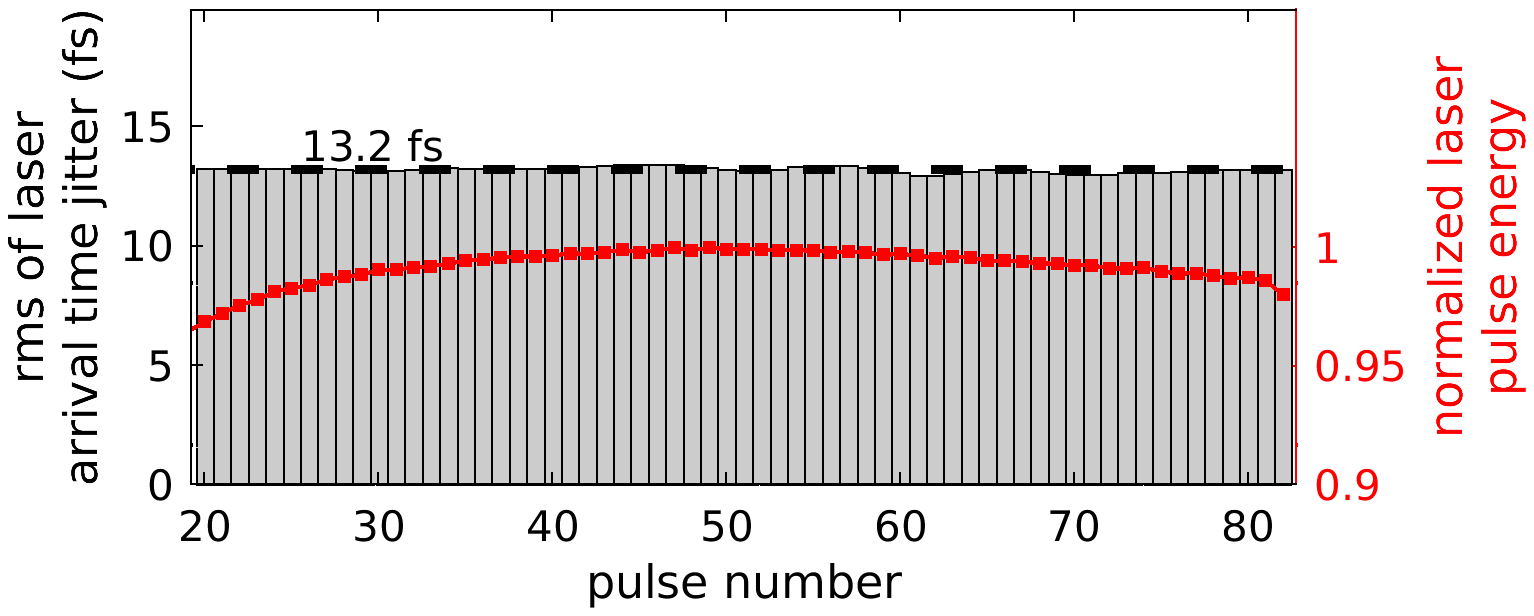 rms of laser
arrival time jitter (fs)
15
10
5
0
13.2 fs
1
0.95
0.9
normalized laser
pulse energy
20 30 40 50 60 70 80
pulse number